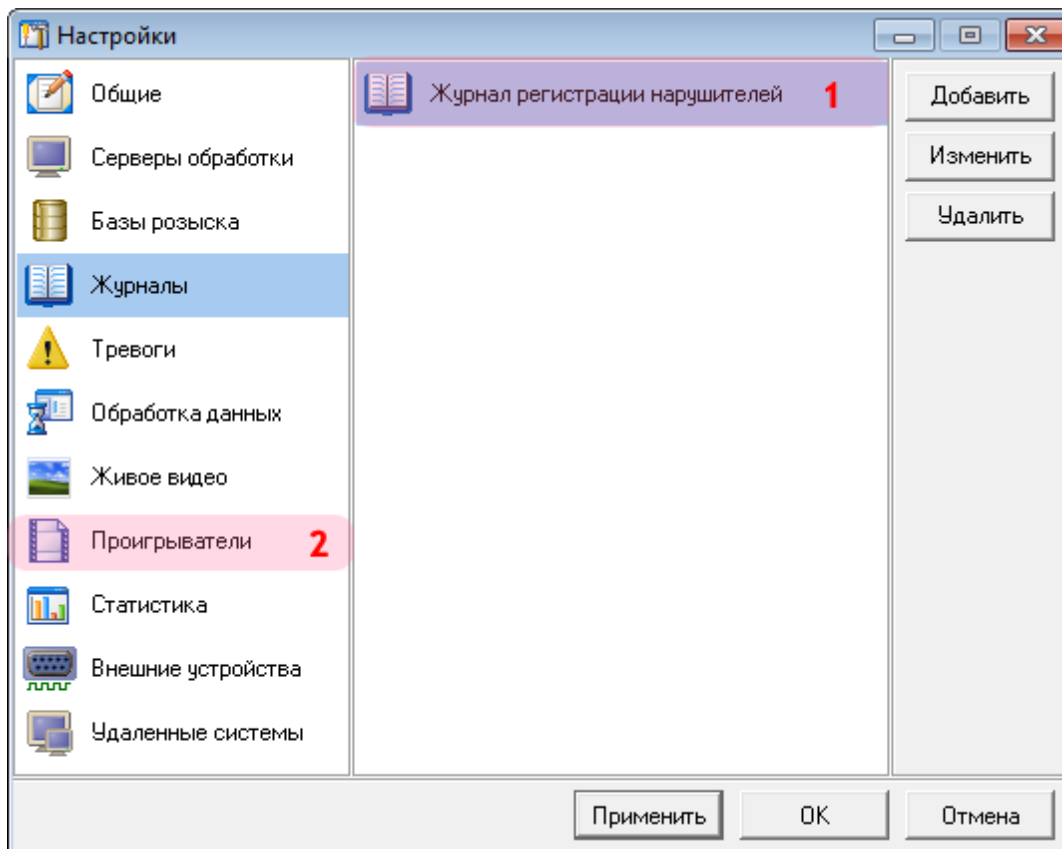 Настройки
Общие
Серверы обработки
Базы розыска
Журналы
Тревоги
Обработка данных
Живое видео
Проигрыватели 2
Статистика
Внешние устройства
Удаленные системы
Журнал регистрации нарушителей 1
Добавить
Изменить
Удалить
Применить
ОК
Отмена